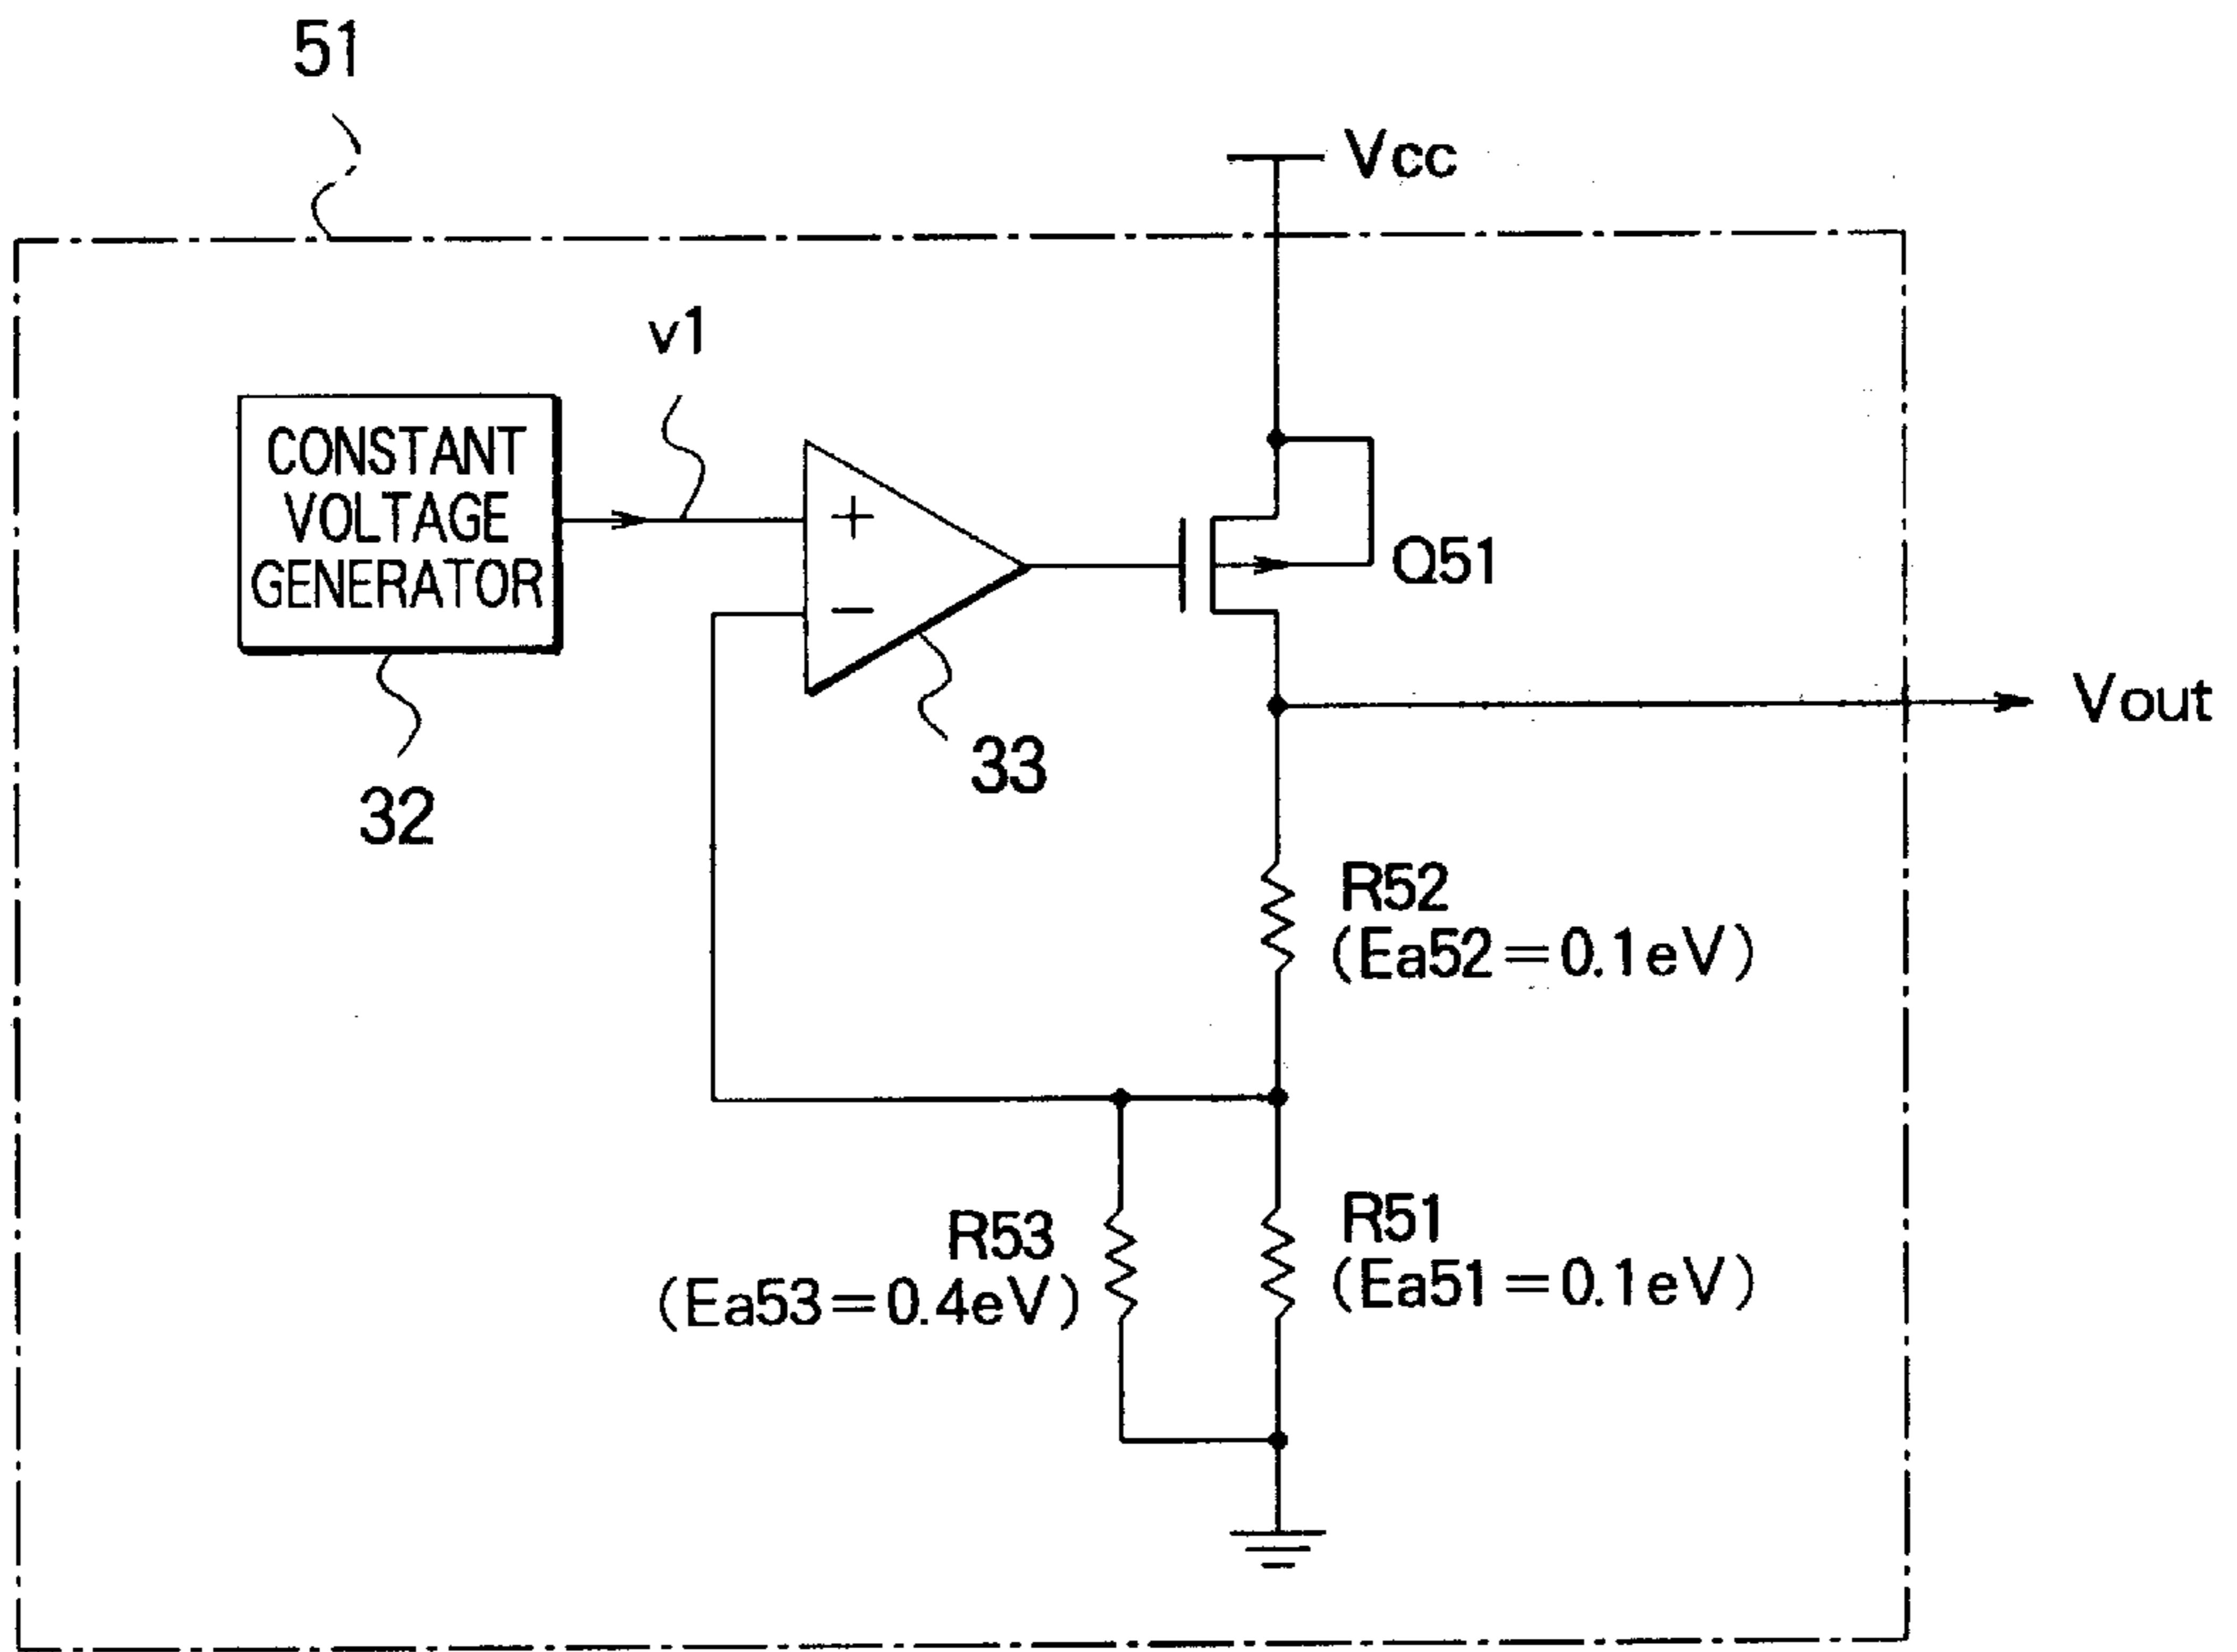 51
Vcc
v1
CONSTANT
VOLTAGE
GENERATOR
+
−
Q51
Vout
33
32
R52
(Ea52=0.1eV)
R53
(Ea53=0.4eV)
R51
(Ea51=0.1eV)